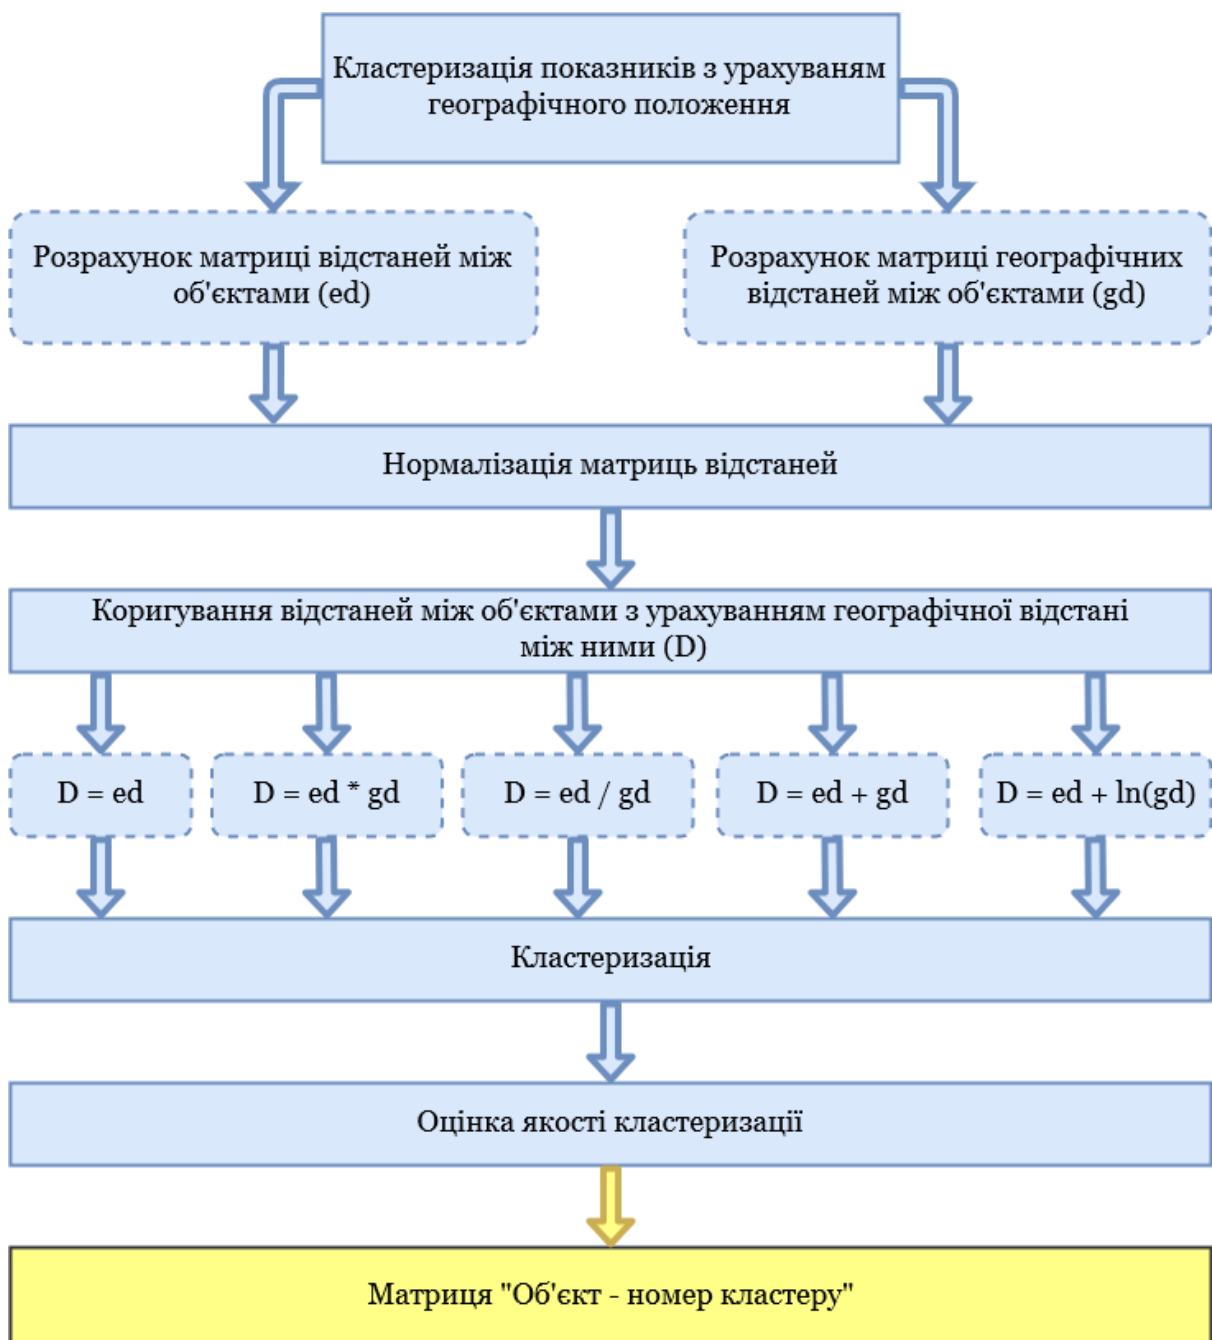 Кластеризація показників з урахуваням
географічного положення
Розрахунок матриці відстаней між
об'єктами (ed)
Розрахунок матриці географічних
відстаней між об'єктами (gd)
Нормалізація матриць відстаней
Коригування відстаней між об'єктами з урахуванням географічної відстані
між ними (D)
D = ed
D = ed * gd
D = ed / gd
D = ed + gd
D = ed + ln(gd)
Кластеризація
Оцінка якості кластеризації
Матриця "Об'єкт - номер кластеру"